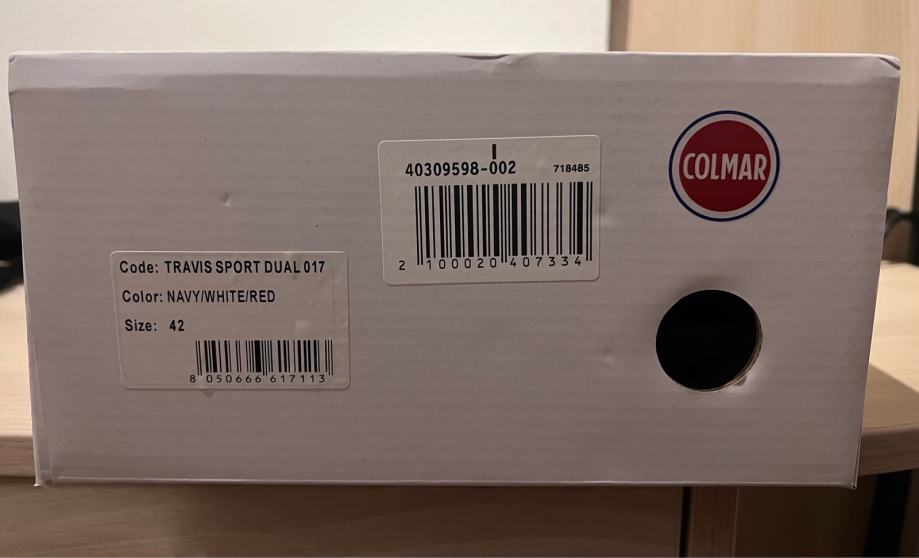 40309598-002 718485
2 100020 407334
COLMAR
Code: TRAVIS SPORT DUAL 017
Color: NAVY/WHITE/RED
Size: 42
8 050666 617113